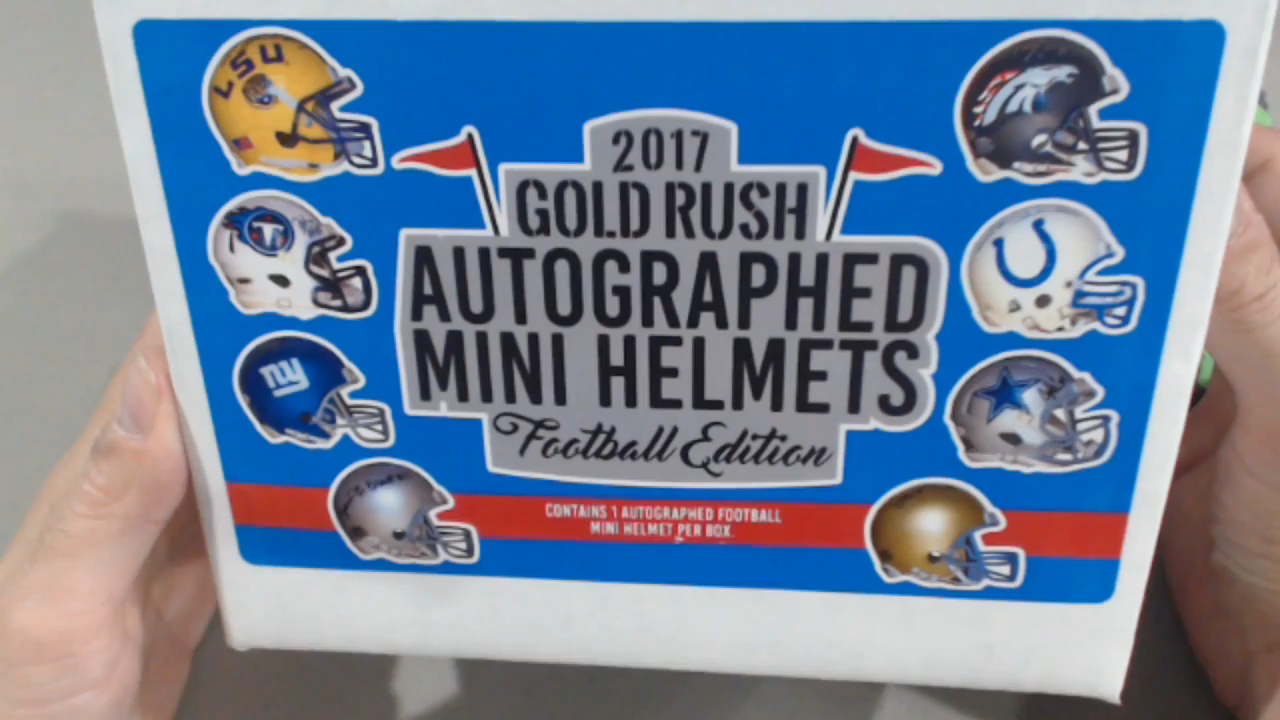 LSU
2017
GOLD RUSH
AUTOGRAPHED
MINI HELMETS
Football Edition
ny
CONTAINS 1 AUTOGRAPHED FOOTBALL
MINI HELMET PER BOX.